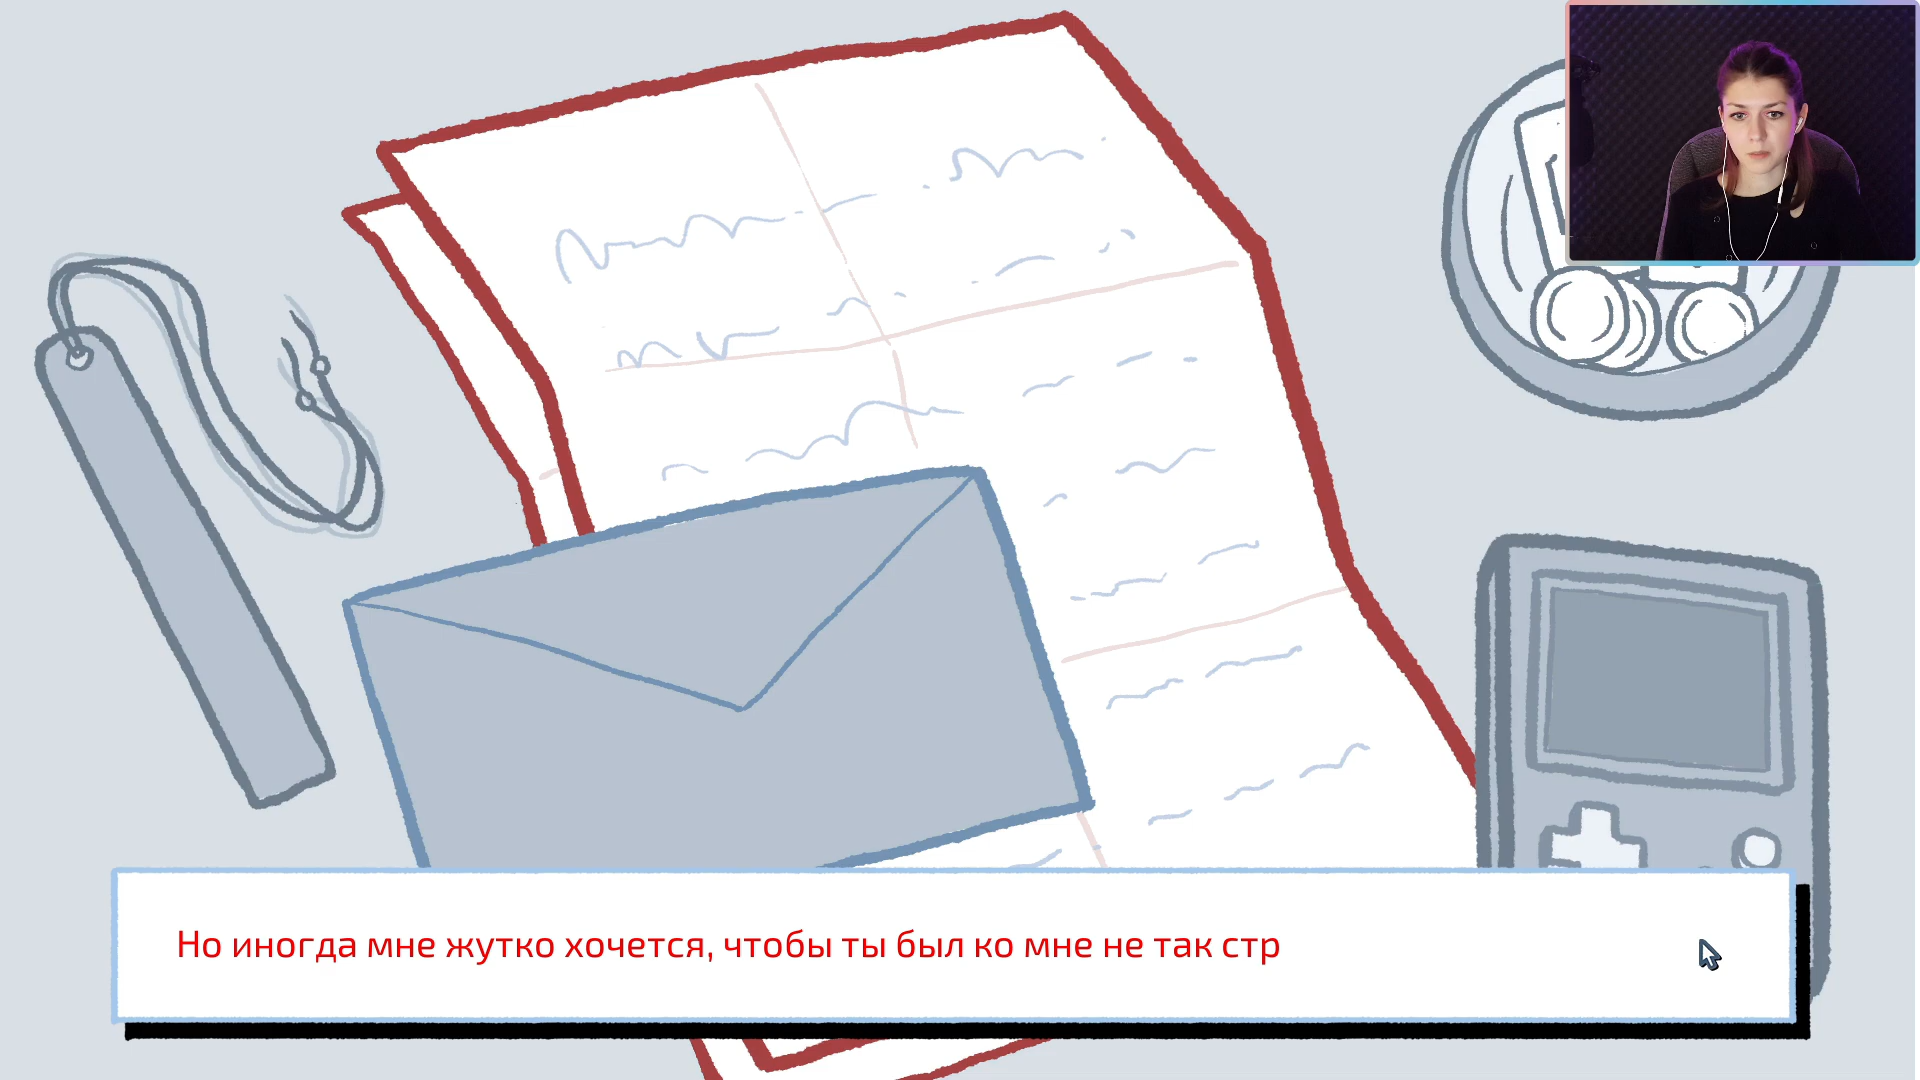 Но иногда мне жутко хочется, чтобы ты был ко мне не так стр